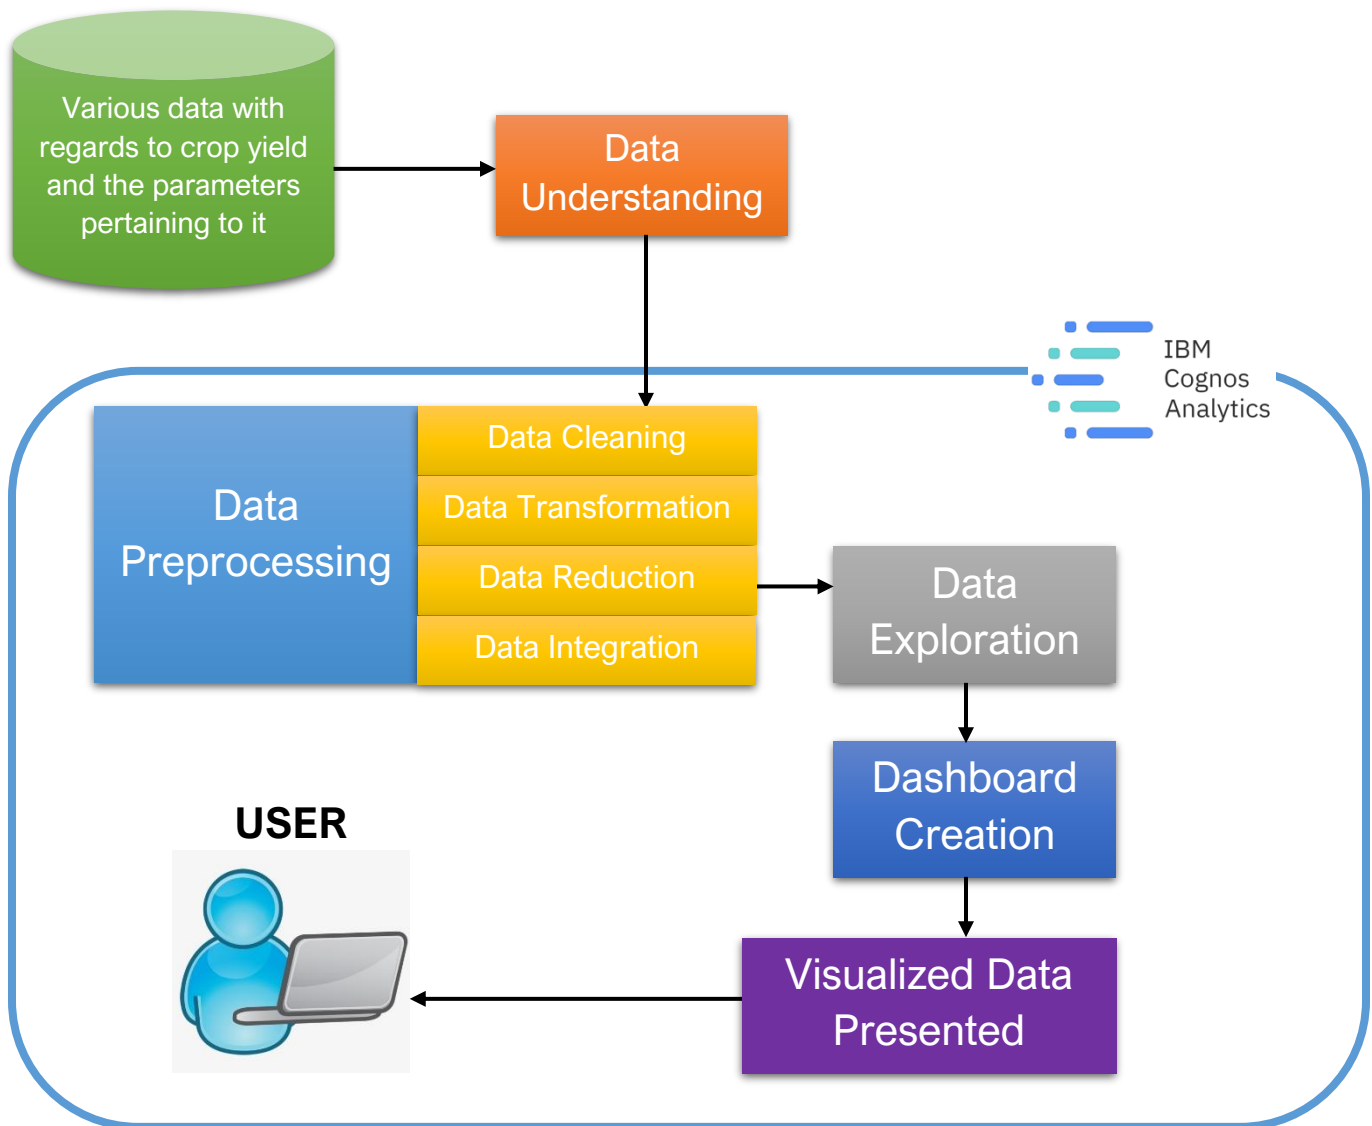 Various data with
regards to crop yield
and the parameters
pertaining to it
Data
Understanding
IBM
Cognos
Analytics
Data
Preprocessing
Data Cleaning
Data Transformation
Data Reduction
Data Integration
Data
Exploration
Dashboard
Creation
USER
Visualized Data
Presented